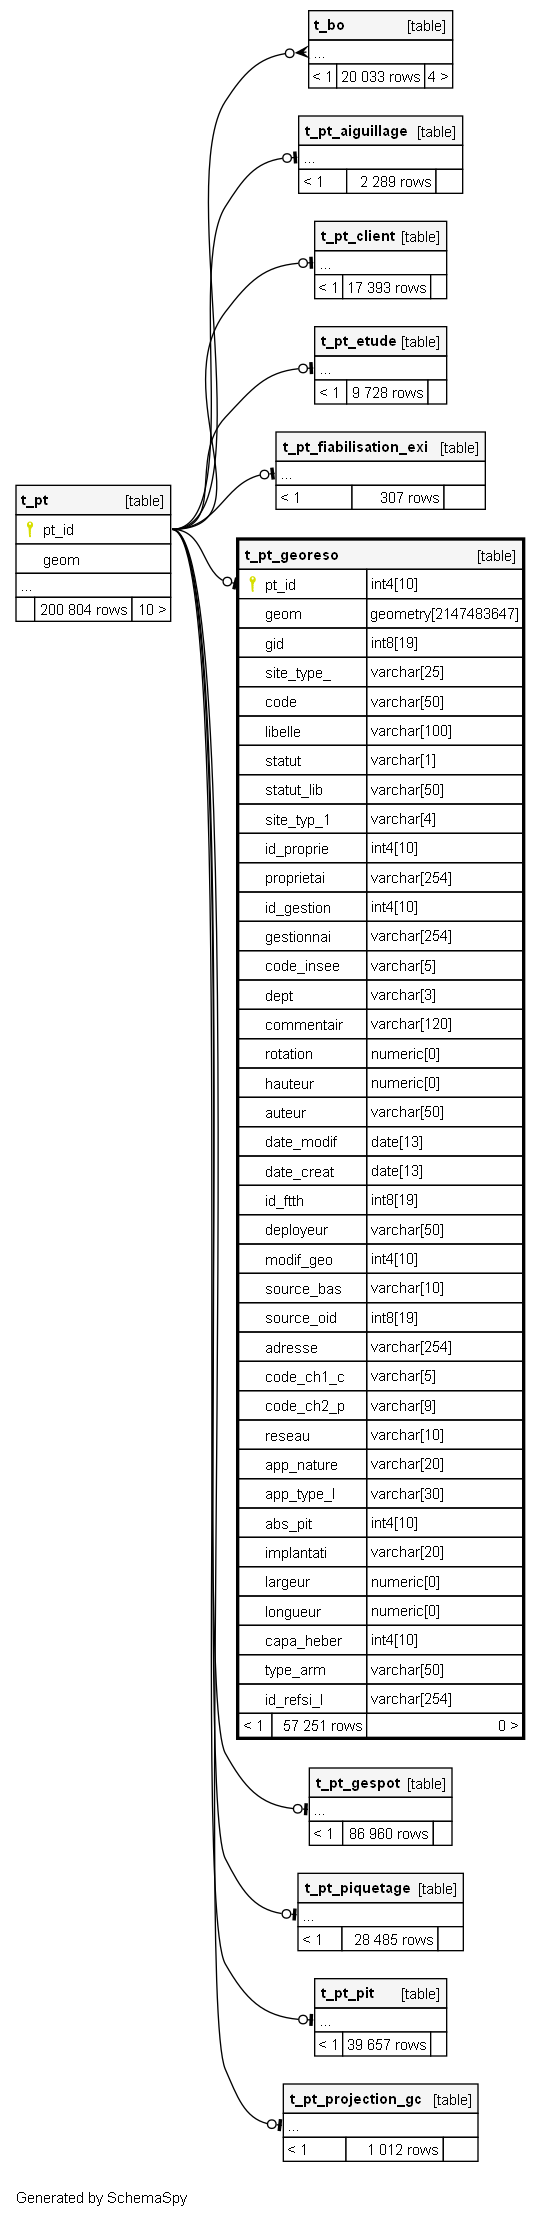 t_bo [table]
...
< 1 20 033 rows 4 >
t_pt_aiguillage [table]
...
< 1 2 289 rows
t_pt_client [table]
...
< 1 17 393 rows
t_pt_etude [table]
...
< 1 9 728 rows
t_pt_fiabilisation_exi [table]
...
< 1 307 rows
t_pt [table]
pt_id
geom
...
200 804 rows 10 >
t_pt_georeso [table]
pt_id int4[10]
geom geometry[2147483647]
gid int8[19]
site_type_ varchar[25]
code varchar[50]
libelle varchar[100]
statut varchar[1]
statut_lib varchar[50]
site_typ_1 varchar[4]
id_proprie int4[10]
proprietai varchar[254]
id_gestion int4[10]
gestionnai varchar[254]
code_insee varchar[5]
dept varchar[3]
commentair varchar[120]
rotation numeric[0]
hauteur numeric[0]
auteur varchar[50]
date_modif date[13]
date_creat date[13]
id_ftth int8[19]
deployeur varchar[50]
modif_geo int4[10]
source_bas varchar[10]
source_oid int8[19]
adresse varchar[254]
code_ch1_c varchar[5]
code_ch2_p varchar[9]
reseau varchar[10]
app_nature varchar[20]
app_type_l varchar[30]
abs_pit int4[10]
implantati varchar[20]
largeur numeric[0]
longueur numeric[0]
capa_heber int4[10]
type_arm varchar[50]
id_refsi_l varchar[254]
< 1 57 251 rows 0 >
t_pt_gespot [table]
...
< 1 86 960 rows
t_pt_piquetage [table]
...
< 1 28 485 rows
t_pt_pit [table]
...
< 1 39 657 rows
t_pt_projection_gc [table]
...
< 1 1 012 rows
Generated by SchemaSpy